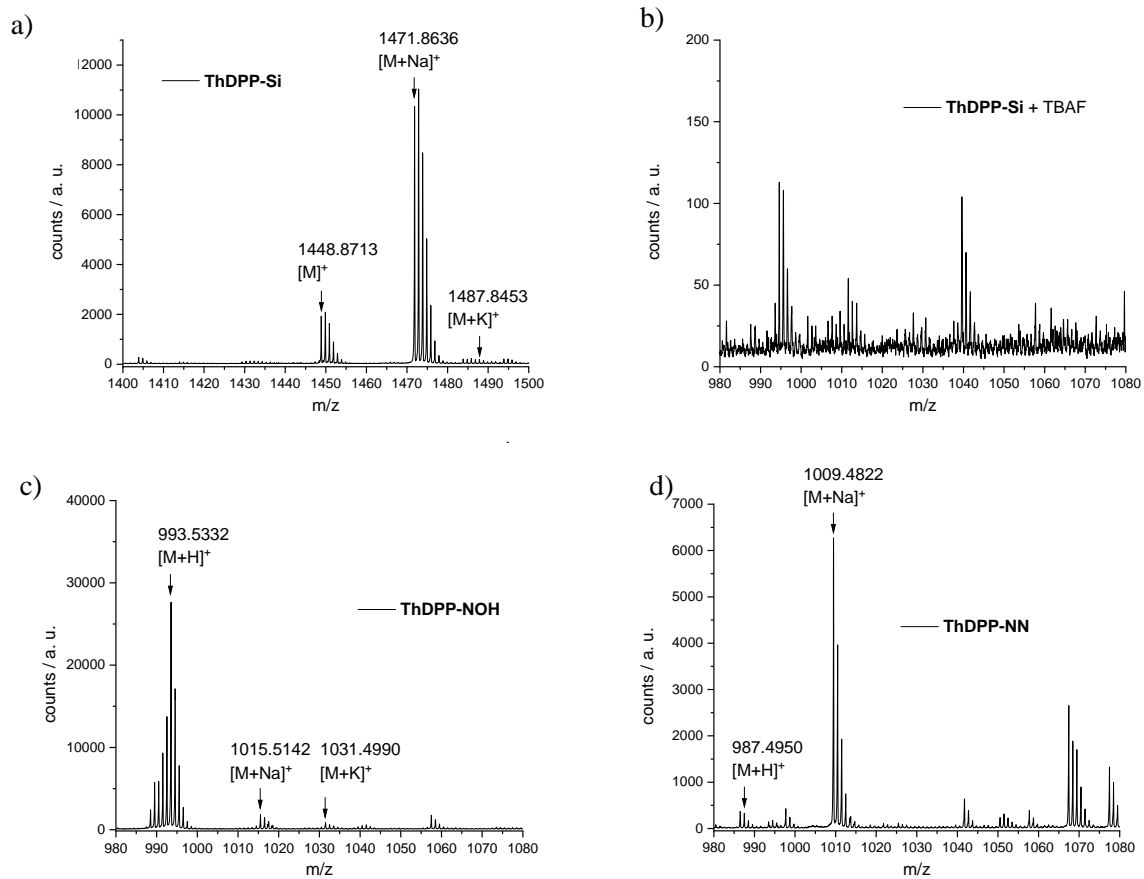 a)
1471.8636
[M+Na]+
ThDPP-Si
1448.8713
[M]+
1487.8453
[M+K]+
12000
10000
8000
6000
4000
2000
0
counts / a. u.
1400 1410 1420 1430 1440 1450 1460 1470 1480 1490 1500
m/z
b)
ThDPP-Si + TBAF
200
150
100
50
0
counts / a. u.
980 990 1000 1010 1020 1030 1040 1050 1060 1070 1080
m/z
c)
993.5332
[M+H]+
ThDPP-NOH
1015.5142
[M+Na]+
1031.4990
[M+K]+
40000
30000
20000
10000
0
counts / a. u.
980 990 1000 1010 1020 1030 1040 1050 1060 1070 1080
m/z
d)
1009.4822
[M+Na]+
ThDPP-NN
987.4950
[M+H]+
7000
6000
5000
4000
3000
2000
1000
0
counts / a. u.
980 990 1000 1010 1020 1030 1040 1050 1060 1070 1080
m/z